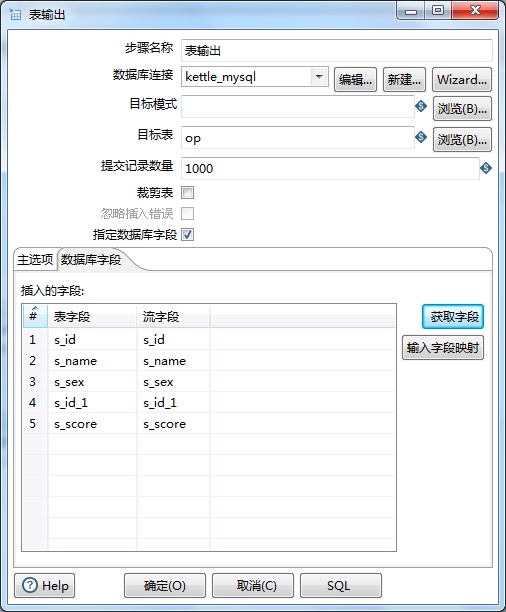 表输出
步骤名称 表输出
数据库连接 kettle_mysql 编辑... 新建... Wizard...
目标模式 浏览(B)...
目标表 op 浏览(B)...
提交记录数量 1000
裁剪表
忽略插入错误
指定数据库字段
主选项 数据库字段
插入的字段:
# 表字段 流字段 获取字段
1 s_id s_id
输入字段映射
2 s_name s_name
3 s_sex s_sex
4 s_id_1 s_id_1
5 s_score s_score
Help 确定(O) 取消(C) SQL